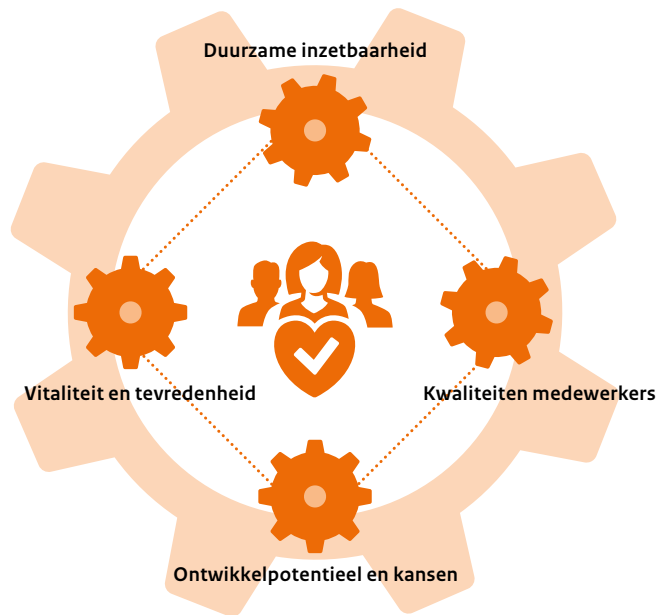 Duurzame inzetbaarheid
Vitaliteit en tevredenheid
Kwaliteiten medewerkers
Ontwikkelpotentieel en kansen